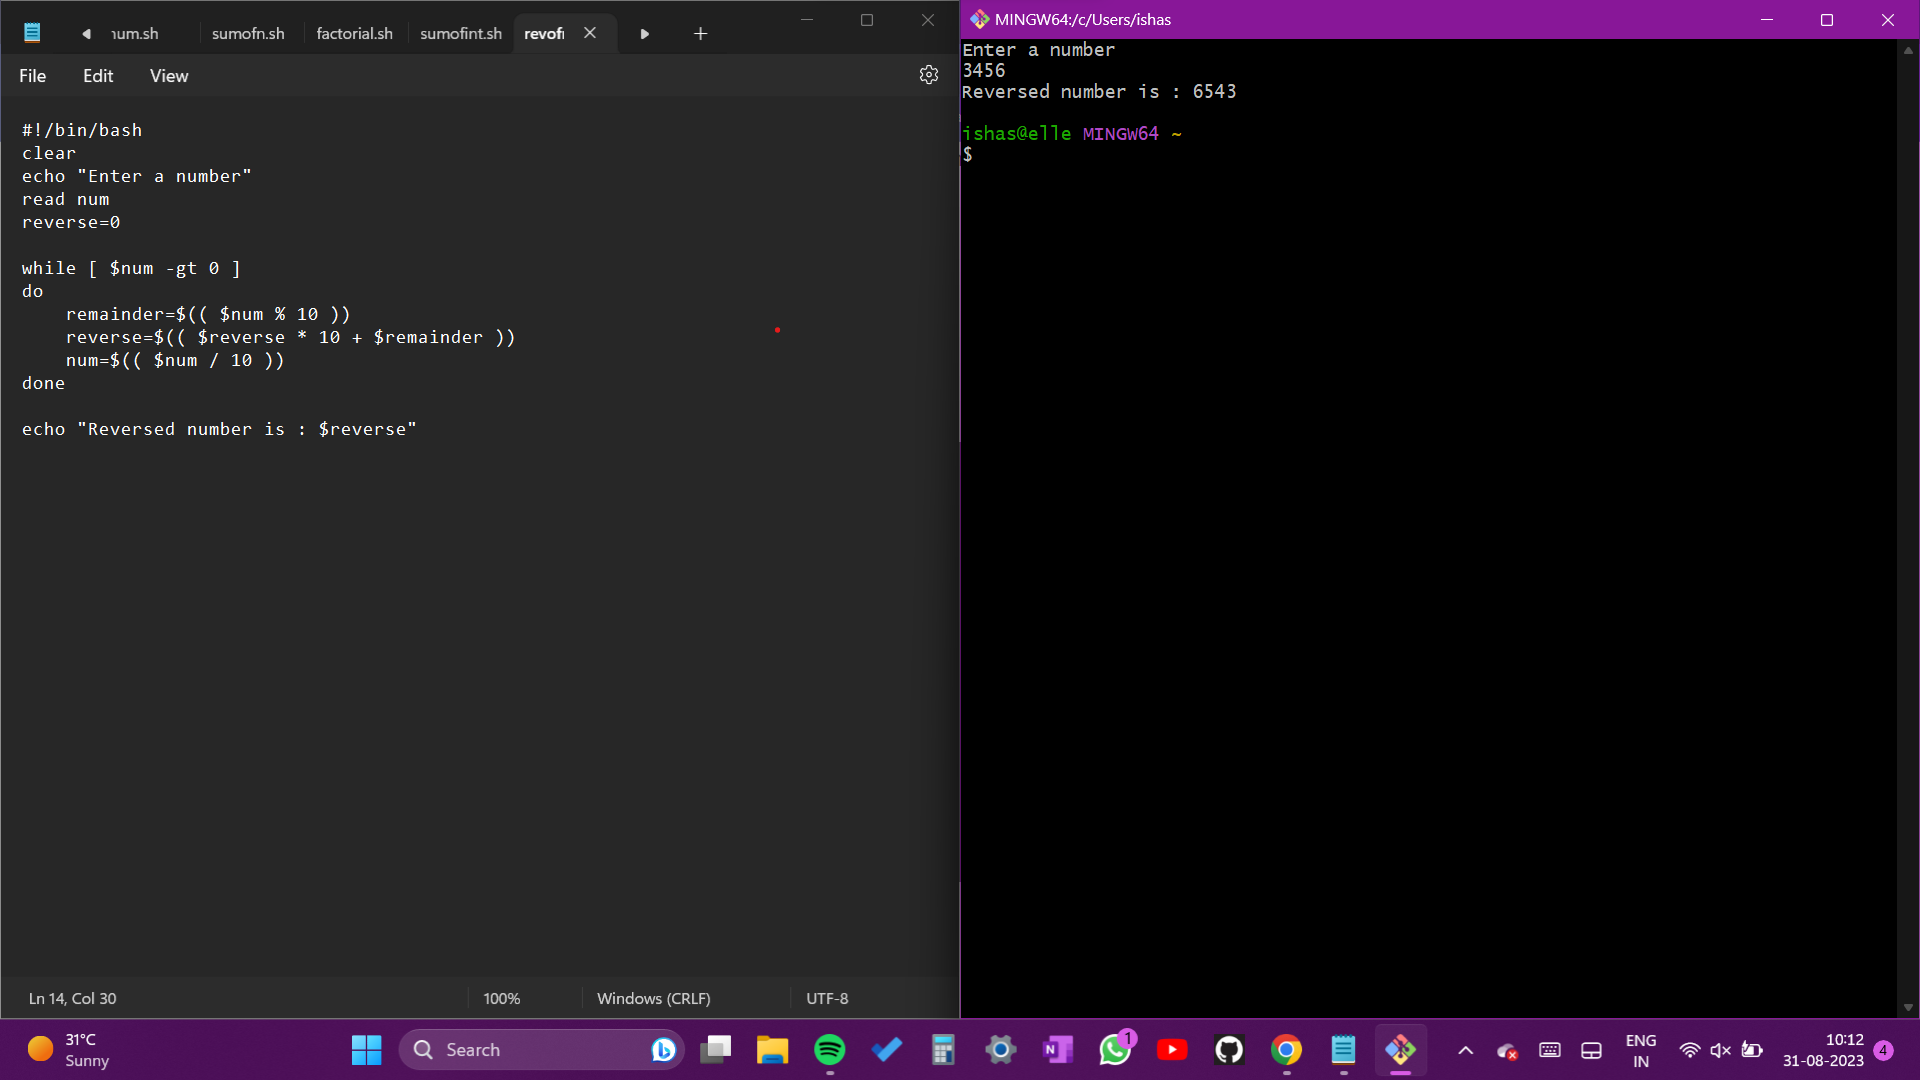 num.sh
sumofn.sh
factorial.sh
sumofint.sh
File
Edit
View
#!/bin/bash
clear
echo "Enter a number"
read num
reverse=0
while [ $num -gt 0 ]
do
    remainder=$(( $num % 10 ))
    reverse=$(( $reverse * 10 + $remainder ))
    num=$(( $num / 10 ))
done
echo "Reversed number is : $reverse"
Ln 14, Col 30
100%
Windows (CRLF)
UTF-8
MINGW64:/c/Users/ishas
Enter a number
3456
Reversed number is : 6543
ishas@elle MINGW64 ~
$
31°C
Sunny
Search
N
1
ENG
IN
10:12
31-08-2023
4